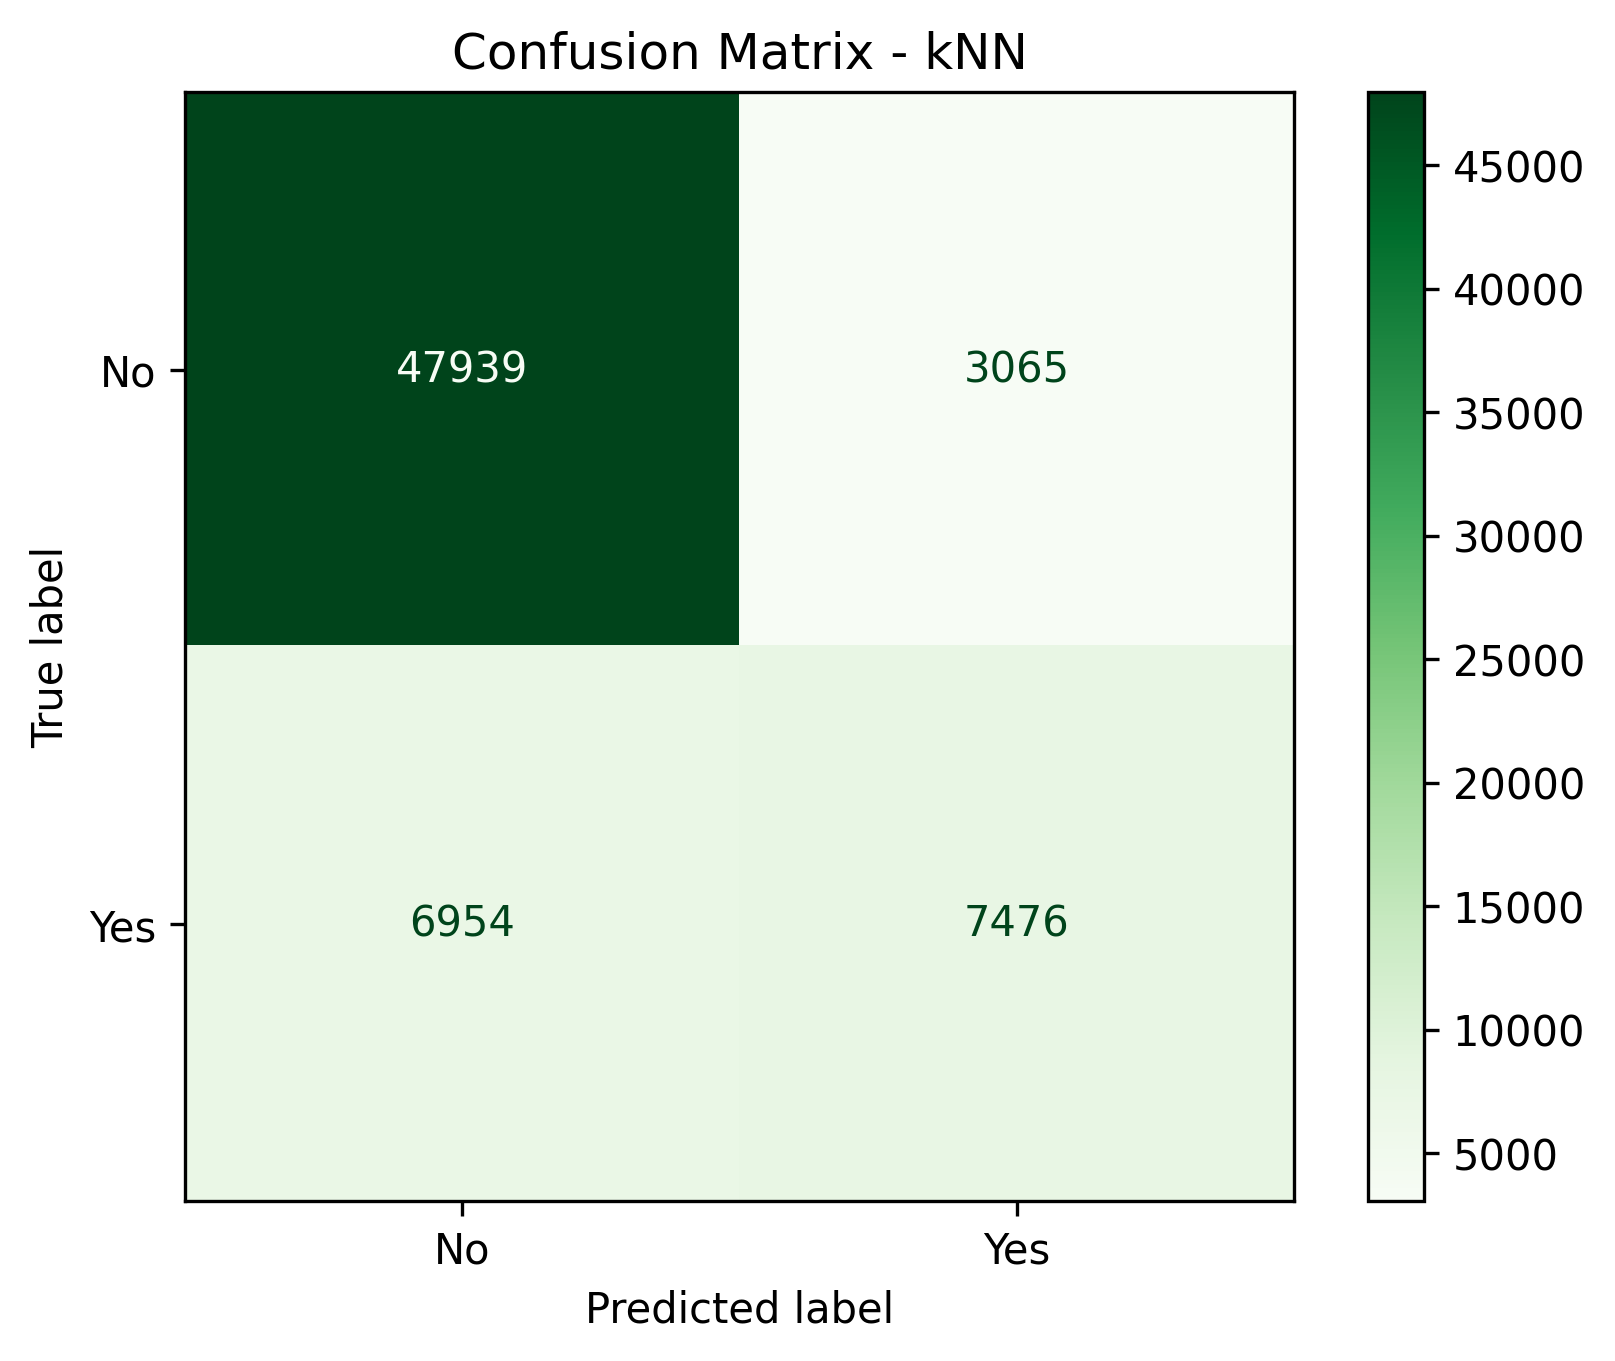 Confusion Matrix - kNN
True label
No
Yes
47939
3065
6954
7476
No
Yes
Predicted label
45000
40000
35000
30000
25000
20000
15000
10000
5000